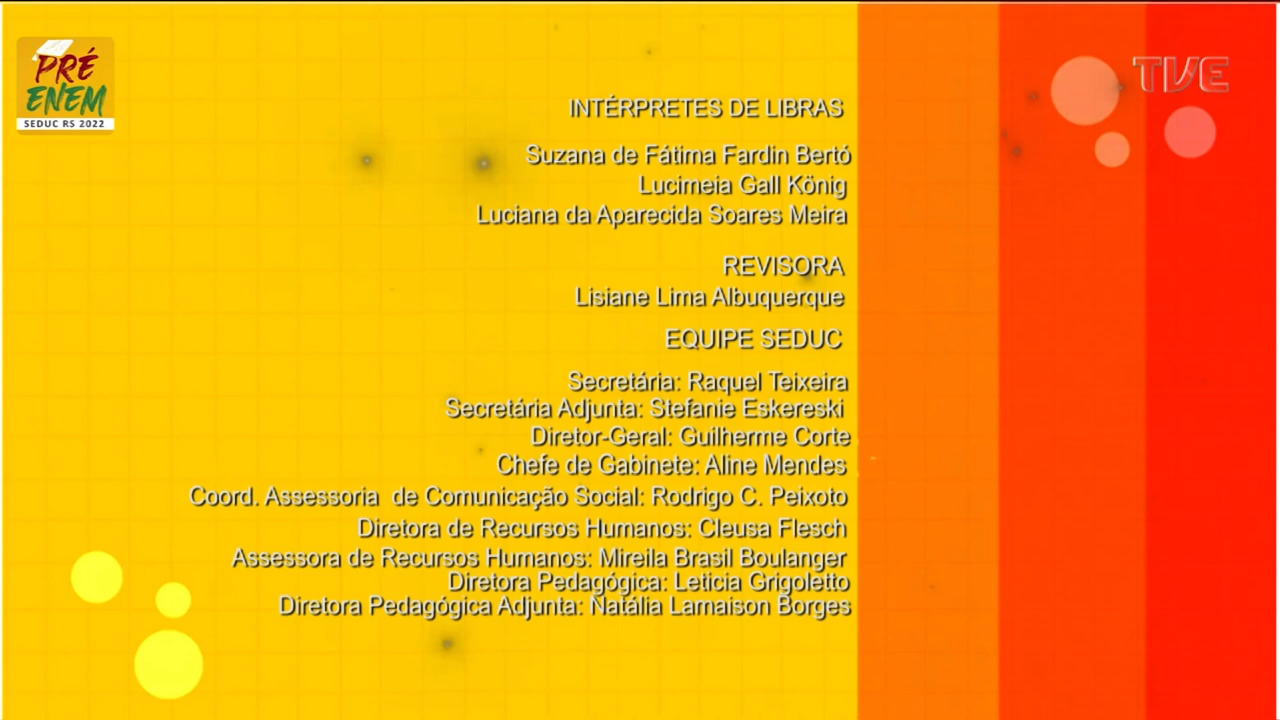 PRÉ
ENEM
SEDUC RS 2022
TVE
INTÉRPRETES DE LIBRAS
Suzana de Fátima Fardin Bertó
Lucimeia Gall König
Luciana da Aparecida Soares Meira
REVISORA
Lisiane Lima Albuquerque
EQUIPE SEDUC
Secretária: Raquel Teixeira
Secretária Adjunta: Stefanie Eskereski
Diretor-Geral: Guilherme Corte
Chefe de Gabinete: Aline Mendes
Coord. Assessoria de Comunicação Social: Rodrigo C. Peixoto
Diretora de Recursos Humanos: Cleusa Flesch
Assessora de Recursos Humanos: Mireila Brasil Boulanger
Diretora Pedagógica: Leticia Grigoletto
Diretora Pedagógica Adjunta: Natália Lamaison Borges